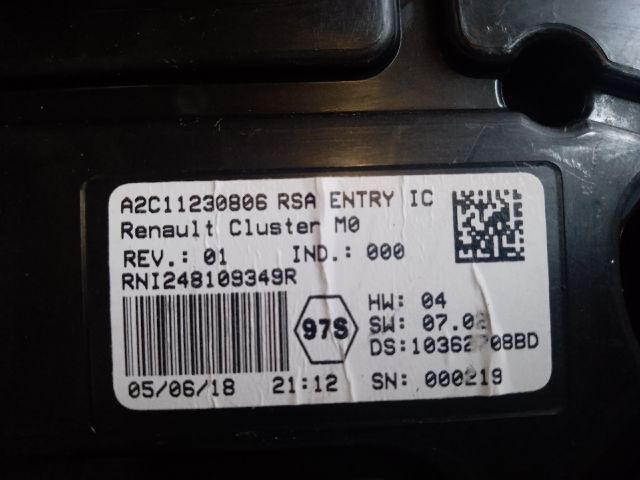 A2C11230806 RSA ENTRY IC
Renault Cluster M0
REV.: 01 IND.: 000
RNI248109349R
97S
HW: 04
SW: 07.02
DS:10362708BD
05/06/18 21:12 SN: 000219